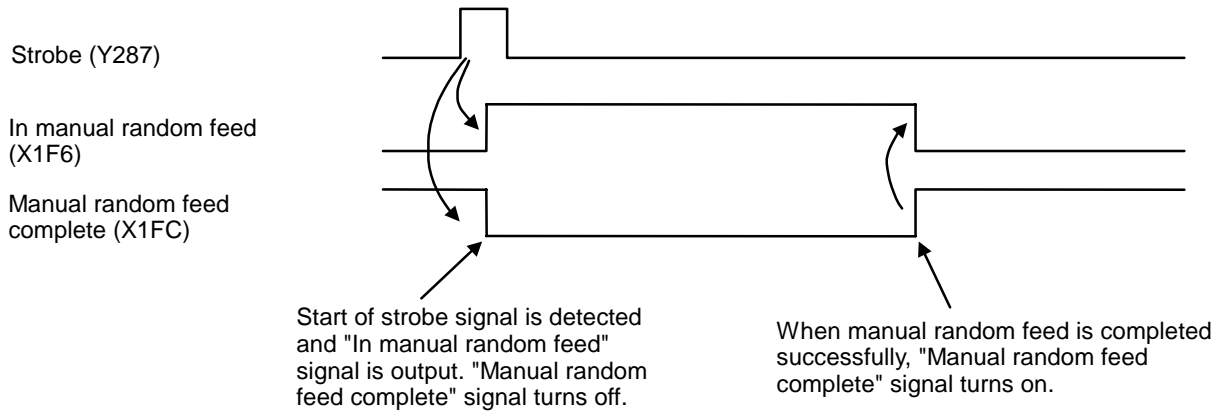 Strobe (Y287)
In manual random feed
(X1F6)
Manual random feed
complete (X1FC)
Start of strobe signal is detected
and "In manual random feed"
signal is output. "Manual random
feed complete" signal turns off.
When manual random feed is completed
successfully, "Manual random feed
complete" signal turns on.